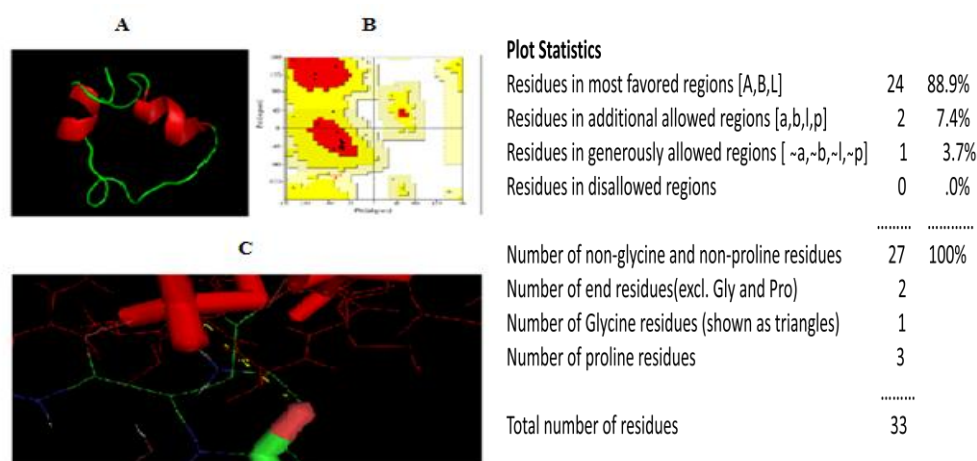 A
B
C
Plot Statistics
Residues in most favored regions [A,B,L] 24 88.9%
Residues in additional allowed regions [a,b,l,p] 2 7.4%
Residues in generously allowed regions [ ~a,~b,~l,~p] 1 3.7%
Residues in disallowed regions 0 .0%
......... ............
Number of non-glycine and non-proline residues 27 100%
Number of end residues(excl. Gly and Pro) 2
Number of Glycine residues (shown as triangles) 1
Number of proline residues 3
.........
Total number of residues 33